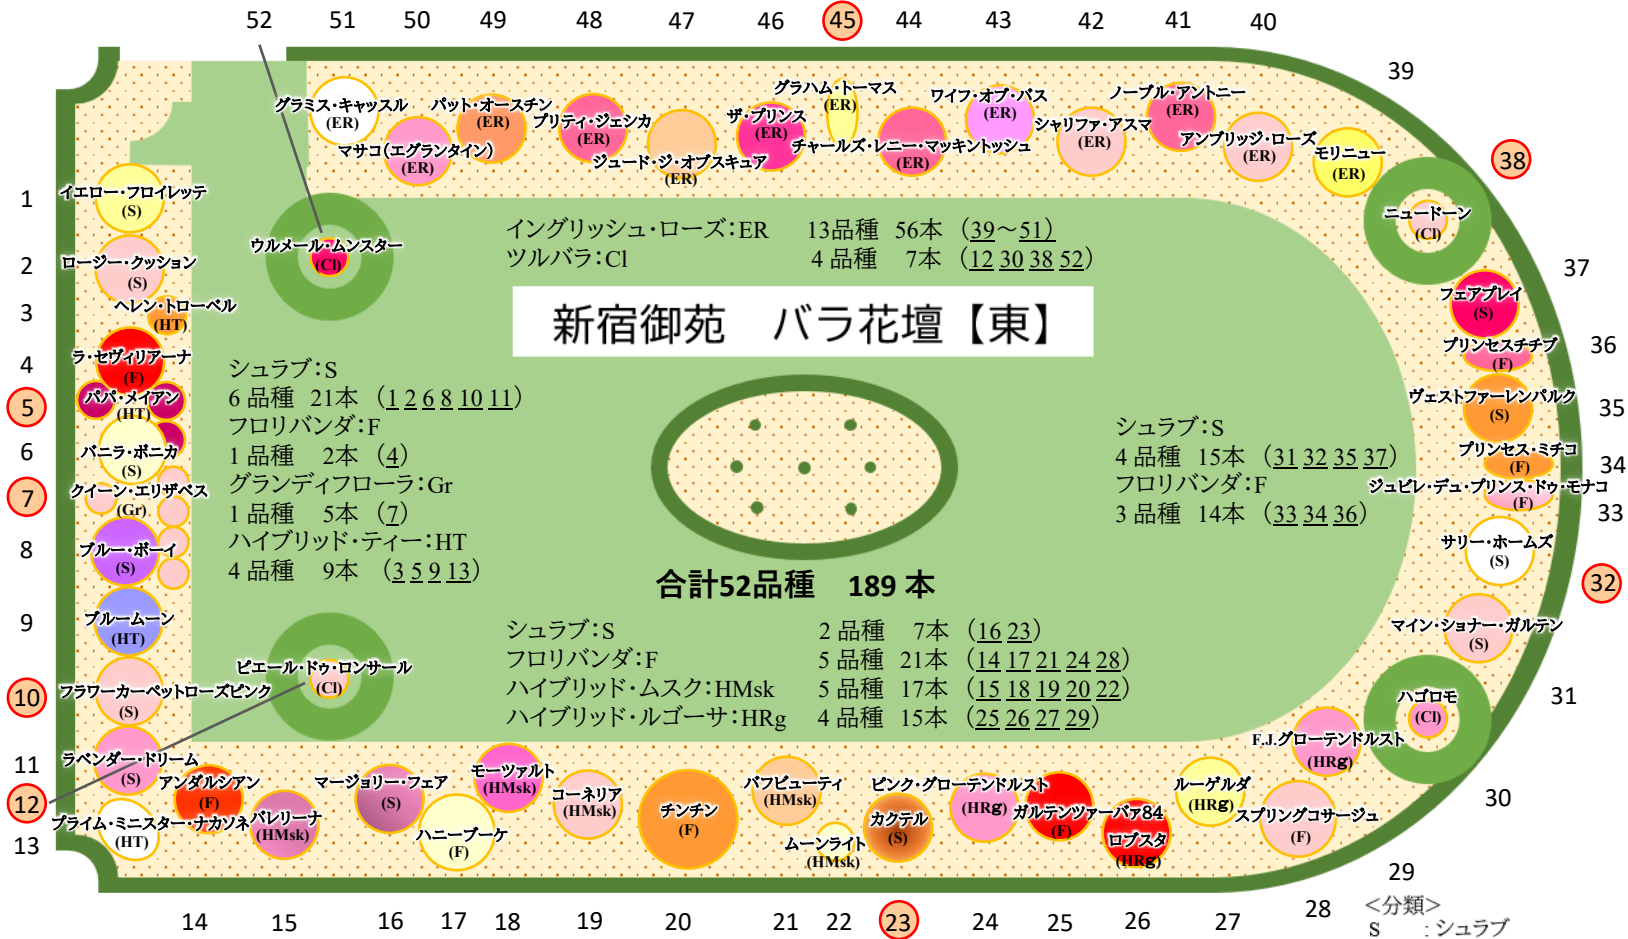 52 51 50 49 48 47 46 45 44 43 42 41 40
39
グラミス・キャッスル
(ER)
マサコ（エグランタイン）
(ER)
パット・オースチン
(ER)
プリティ・ジェシカ
(ER)
ジュード・ジ・オブスキュア
(ER)
ザ・プリンス
(ER)
グラハム・トーマス
(ER)
チャールズ・レニー・マッキントッシュ
(ER)
ワイフ・オブ・バス
(ER)
シャリファ・アスマ
(ER)
ノーブル・アントニー
(ER)
アンブリッジ・ローズ
(ER)
モリニュー
(ER)
38
ニュードーン
(Cl)
37
フェアプレイ
(S)
36
プリンセスチチブ
(F)
35
ヴェストファーレンパルク
(S)
34
プリンセス・ミチコ
(F)
ジュビレ・デュ・プリンス・ドゥ・モナコ
(F)
33
サリー・ホームズ
(S)
32
マイン・ショナー・ガルテン
(S)
31
ハゴロモ
(Cl)
30
F.J.グローテンドルスト
(HRg)
29
1
イエロー・フロイレッテ
(S)
2
ロージー・クッション
(S)
3
ヘレン・トローベル
(HT)
4
ラ・セヴィリアーナ
(F)
5
パパ・メイアン
(HT)
6
バニラ・ボニカ
(S)
7
クイーン・エリザベス
(Gr)
8
ブルー・ボーイ
(S)
9
ブルームーン
(HT)
10
フラワーカーペットローズピンク
(S)
11
ラベンダー・ドリーム
(S)
12
13
プライム・ミニスター・ナカソネ
(HT)
ウルメール・ムンスター
(Cl)
ピエール・ドゥ・ロンサール
(Cl)
イングリッシュ・ローズ：ER 13品種 56本 （39～51）
ツルバラ：Cl 4 品種 7本 （12 30 38 52）
新宿御苑 バラ花壇【東】
シュラブ：S
6 品種 21本 （1 2 6 8 10 11）
フロリバンダ：F
1 品種 2本 （4）
グランディフローラ：Gr
1 品種 5本 （7）
ハイブリッド・ティー：HT
4 品種 9本 （3 5 9 13）
シュラブ：S
4 品種 15本 （31 32 35 37）
フロリバンダ：F
3 品種 14本 （33 34 36）
合計52品種 189 本
シュラブ：S 2 品種 7本 （16 23）
フロリバンダ：F 5 品種 21本 （14 17 21 24 28）
ハイブリッド・ムスク：HMsk 5 品種 17本 （15 18 19 20 22）
ハイブリッド・ルゴーサ：HRg 4 品種 15本 （25 26 27 29）
アンダルシアン
(F)
バレリーナ
(HMsk)
マージョリー・フェア
(S)
ハニーブーケ
(F)
モーツァルト
(HMsk)
コーネリア
(HMsk)
チンチン
(F)
バフビューティ
(HMsk)
ムーンライト
(HMsk)
カクテル
(S)
ピンク・グローテンドルスト
(HRg)
ガルテンツァーバァ84
(F)
ロブスタ
(HRg)
ルーゲルダ
(HRg)
スプリングコサージュ
(F)
14 15 16 17 18 19 20 21 22 23 24 25 26 27 28
＜分類＞
S ：シュラブ